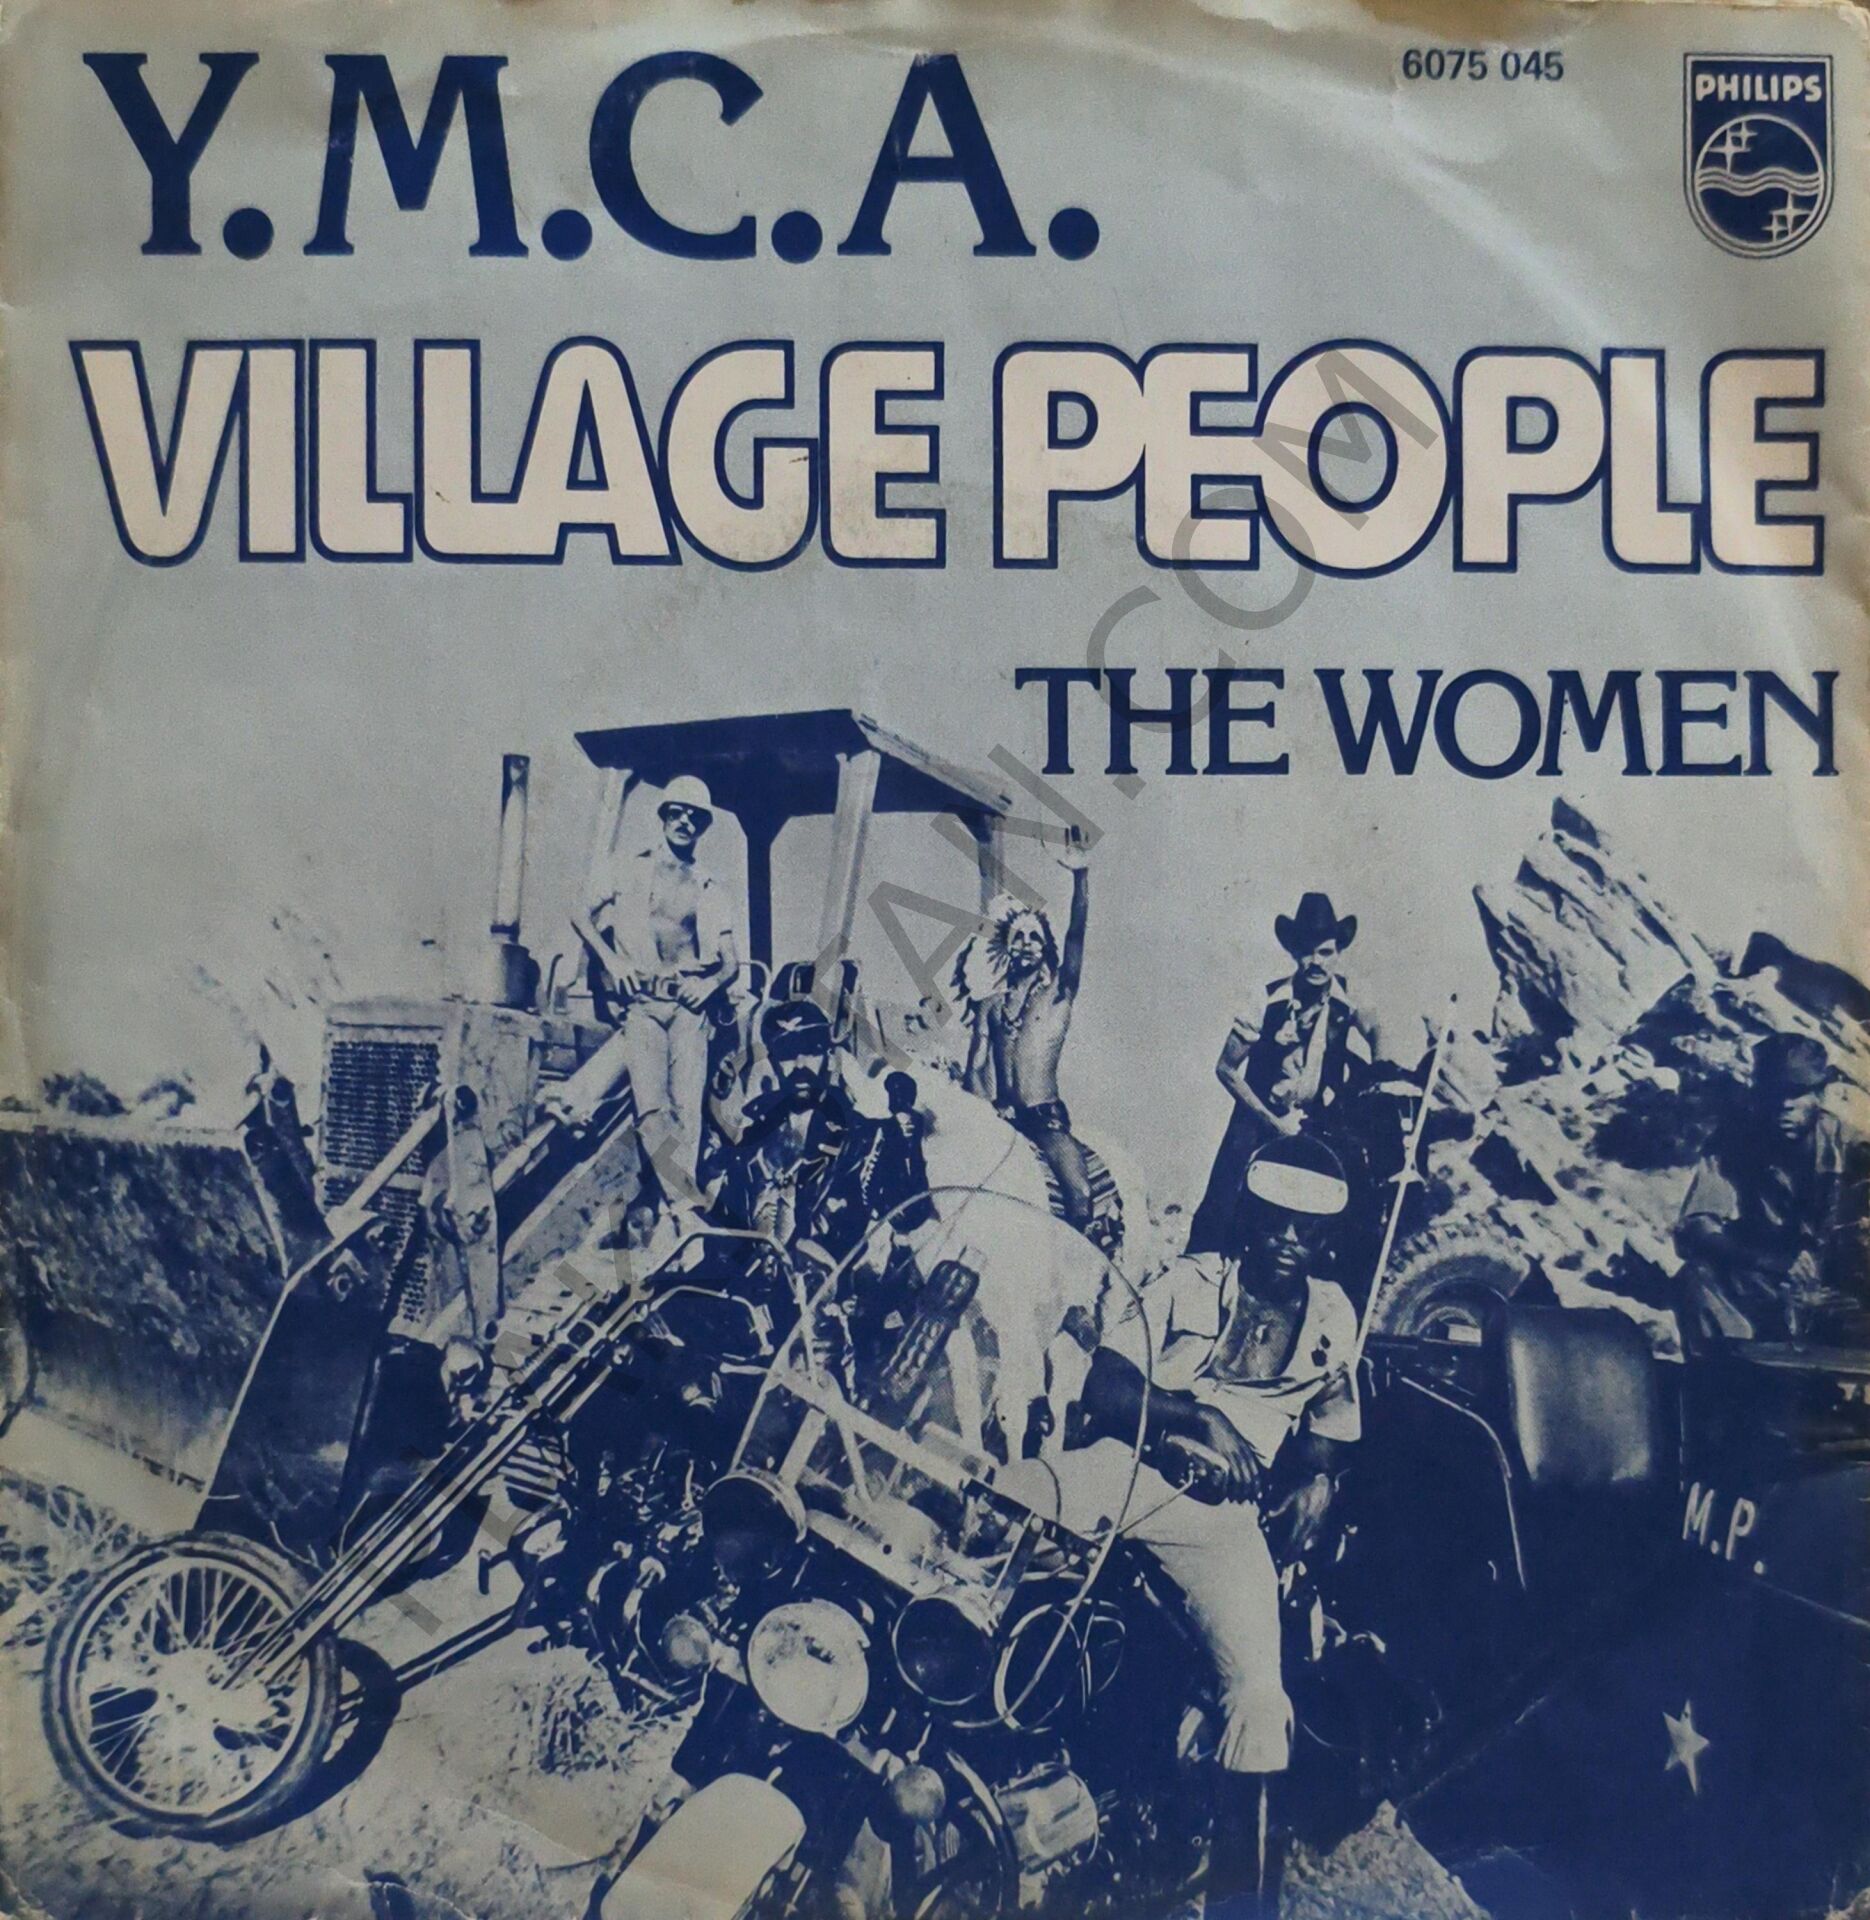 Y.M.C.A.
6075 045
PHILIPS
VILLAGE PEOPLE
THE WOMEN
M.P.